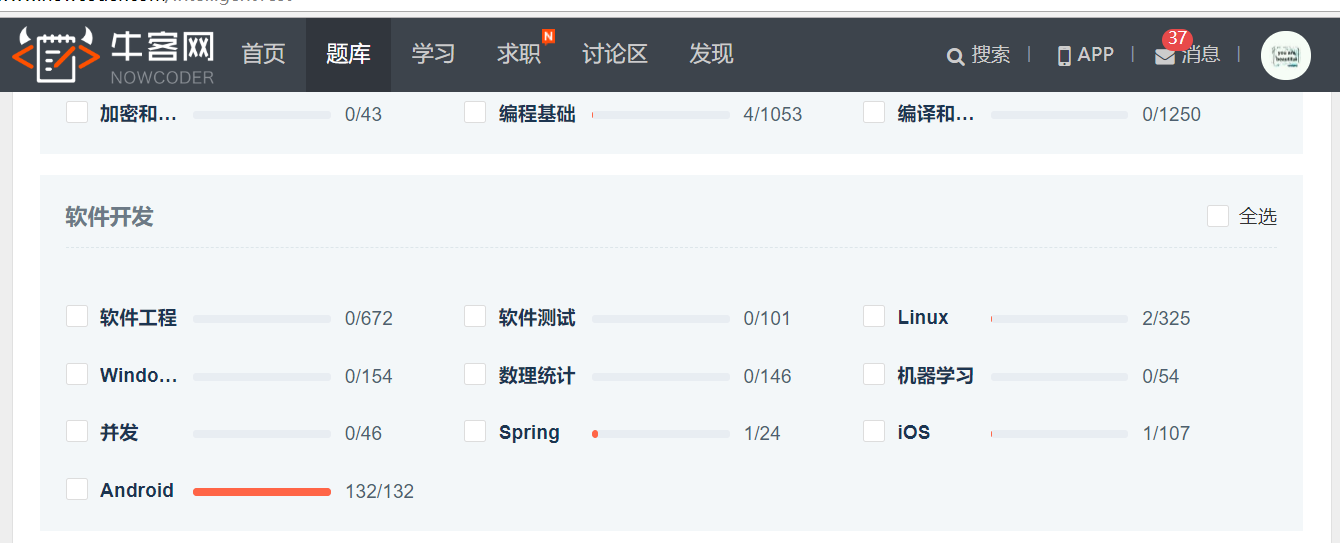 牛客网
NOWCODER
首页 题库 学习 求职 N 讨论区 发现 搜索 APP 37 消息
加密和... 0/43 编程基础 4/1053 编译和... 0/1250
软件开发 全选
软件工程 0/672 软件测试 0/101 Linux 2/325
Windo... 0/154 数理统计 0/146 机器学习 0/54
并发 0/46 Spring 1/24 iOS 1/107
Android 132/132